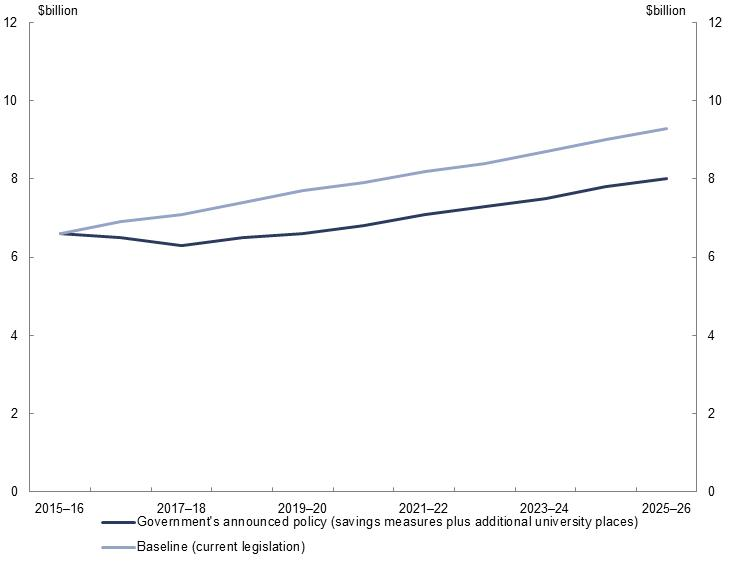 $billion $billion
12 12
10 10
8 8
6 6
4 4
2 2
0 0
2015–16 2017–18 2019–20 2021–22 2023–24 2025–26
Government's announced policy (savings measures plus additional university places)
Baseline (current legislation)